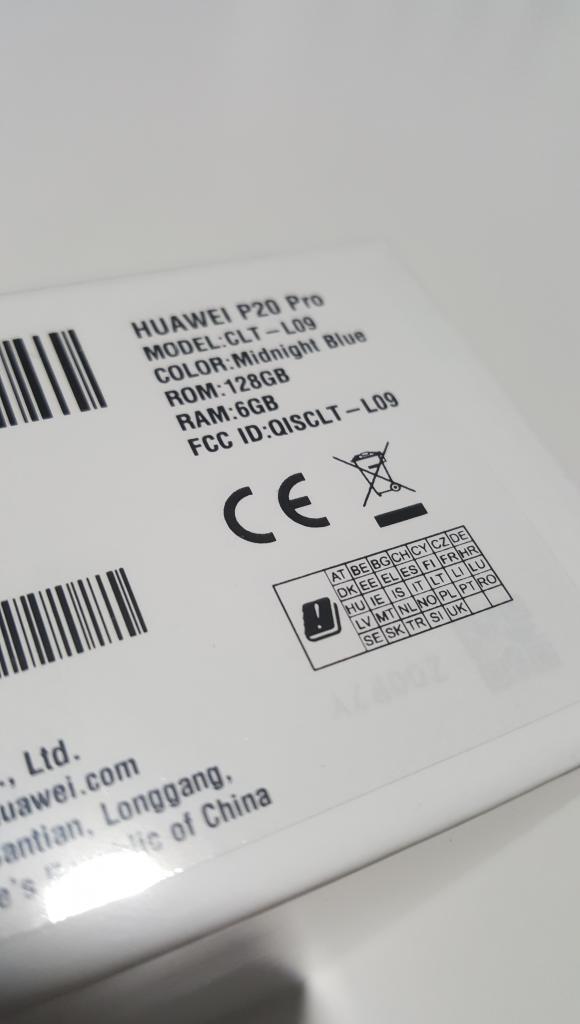 HUAWEI P20 Pro
MODEL:CLT-L09
COLOR:Midnight Blue
ROM:128GB
RAM:6GB
FCC ID:QISCLT-L09
CE
AT BE BG CH CY CZ DE
DK EE EL ES FI FR HR
HU IE IS IT LT LI LU
LV MT NL NO PL PT RO
SE SK TR SI UK
., Ltd.
uawei.com
antian, Longgang,
e's lic of China